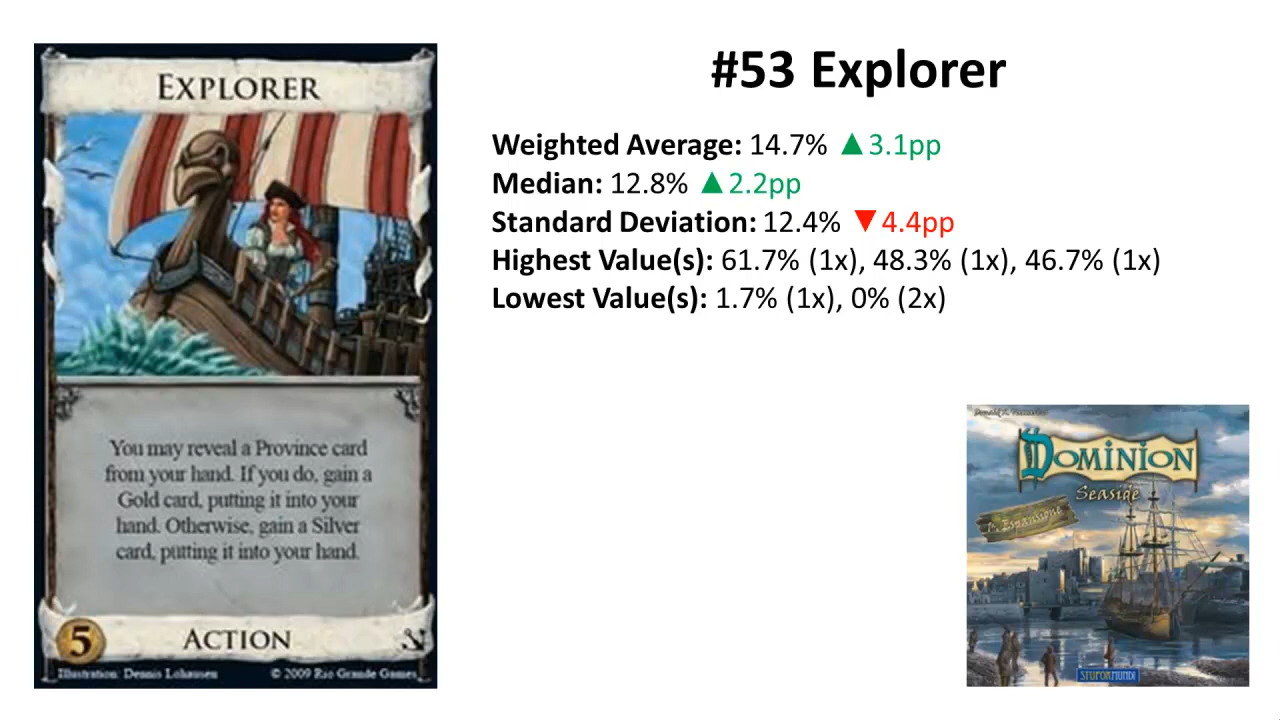 EXPLORER
You may reveal a Province card
from your hand. If you do, gain a
Gold card, putting it into your
hand. Otherwise, gain a Silver
card, putting it into your hand.
5
ACTION
Illustration: Dennis Lohausen
© 2009 Rio Grande Games
#53 Explorer
Weighted Average: 14.7% ▲3.1pp
Median: 12.8% ▲2.2pp
Standard Deviation: 12.4% ▼4.4pp
Highest Value(s): 61.7% (1x), 48.3% (1x), 46.7% (1x)
Lowest Value(s): 1.7% (1x), 0% (2x)
DOMINION
Seaside
Espansione
STUPOR MUNDI